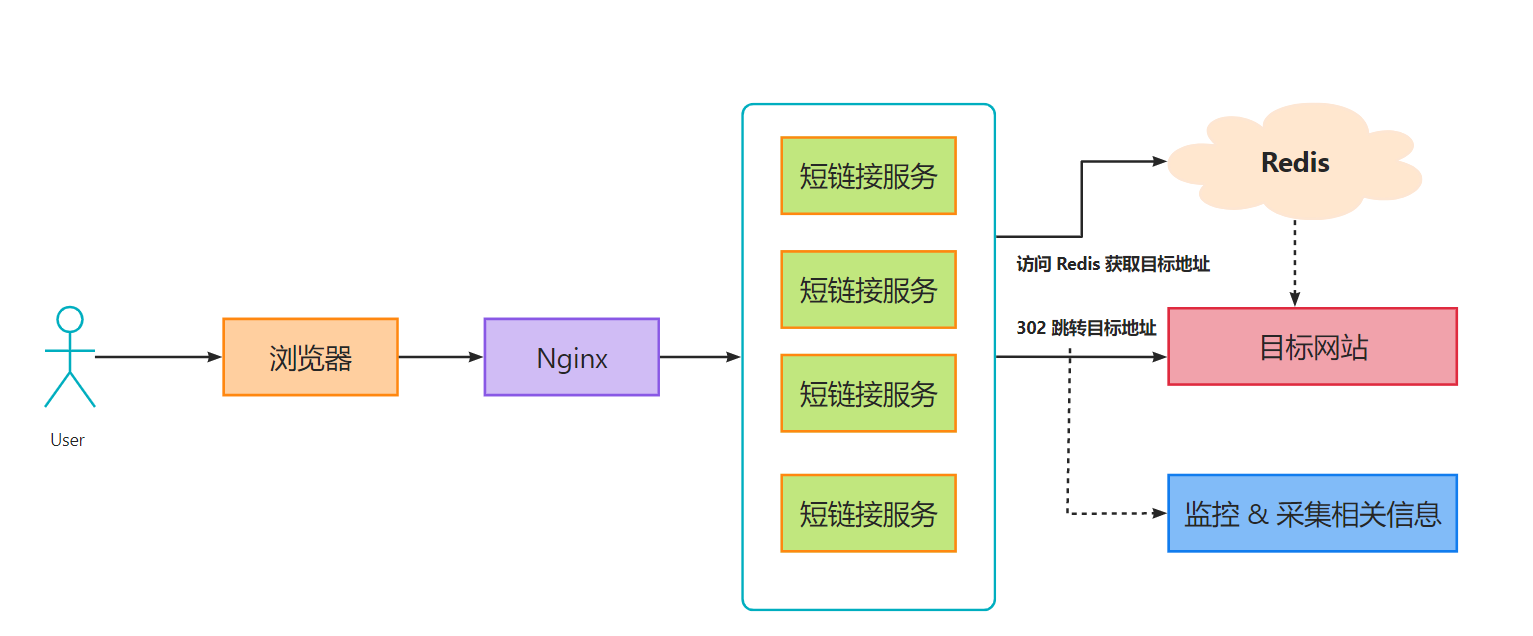 User
浏览器
Nginx
短链接服务
短链接服务
短链接服务
短链接服务
访问 Redis 获取目标地址
302 跳转目标地址
Redis
目标网站
监控 & 采集相关信息